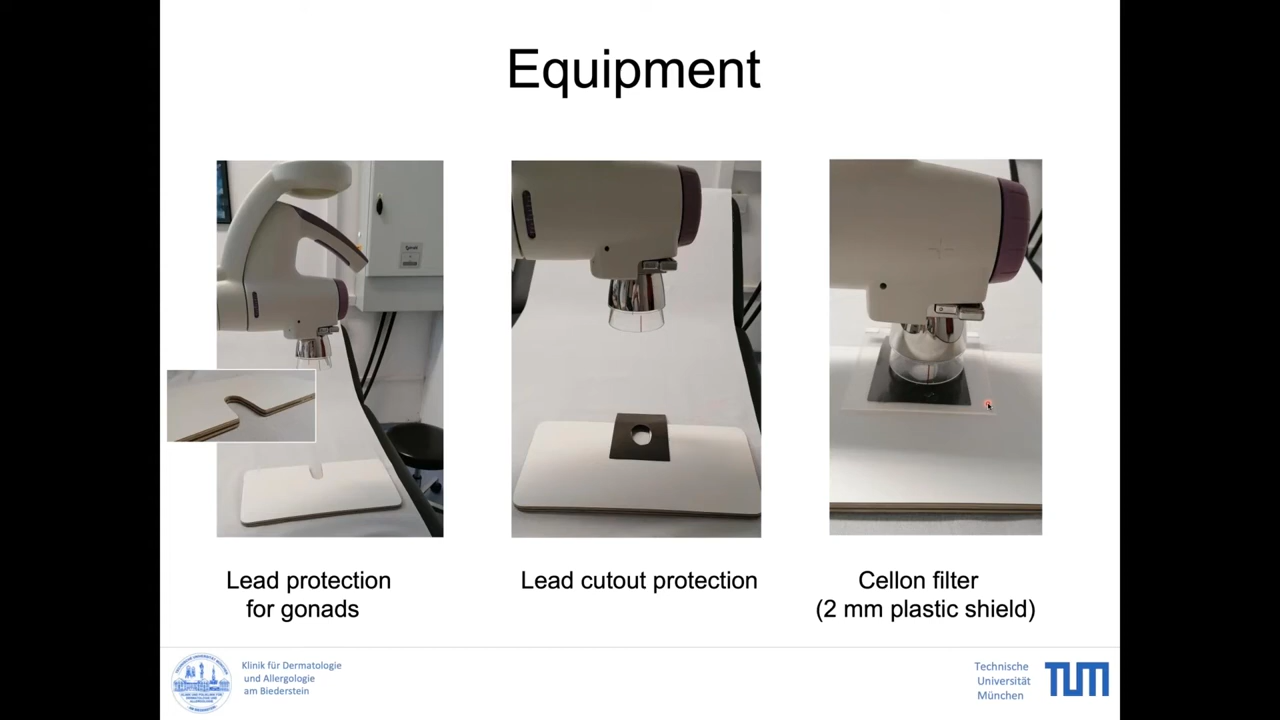 Equipment
Lead protection
for gonads
Lead cutout protection
Cellon filter
(2 mm plastic shield)
Klinik für Dermatologie
und Allergologie
am Biederstein
Technische
Universität
München
TUM